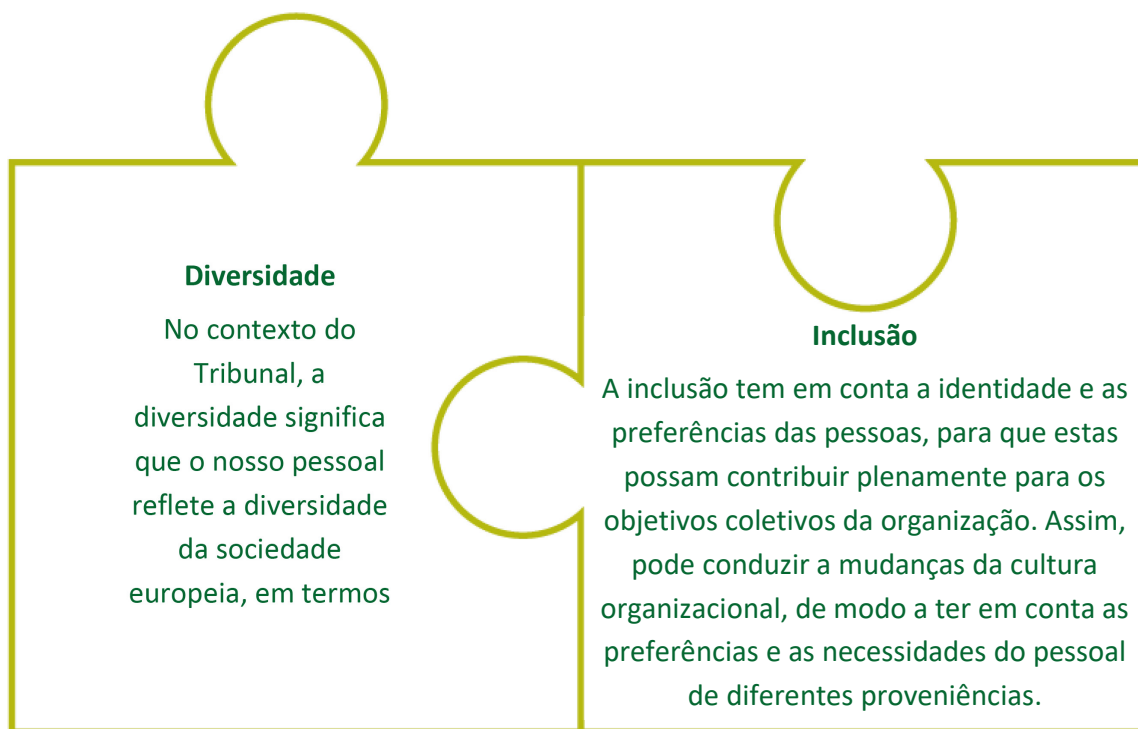 Diversidade
No contexto do
Tribunal, a
diversidade significa
que o nosso pessoal
reflete a diversidade
da sociedade
europeia, em termos
Inclusão
A inclusão tem em conta a identidade e as
preferências das pessoas, para que estas
possam contribuir plenamente para os
objetivos coletivos da organização. Assim,
pode conduzir a mudanças da cultura
organizacional, de modo a ter em conta as
preferências e as necessidades do pessoal
de diferentes proveniências.